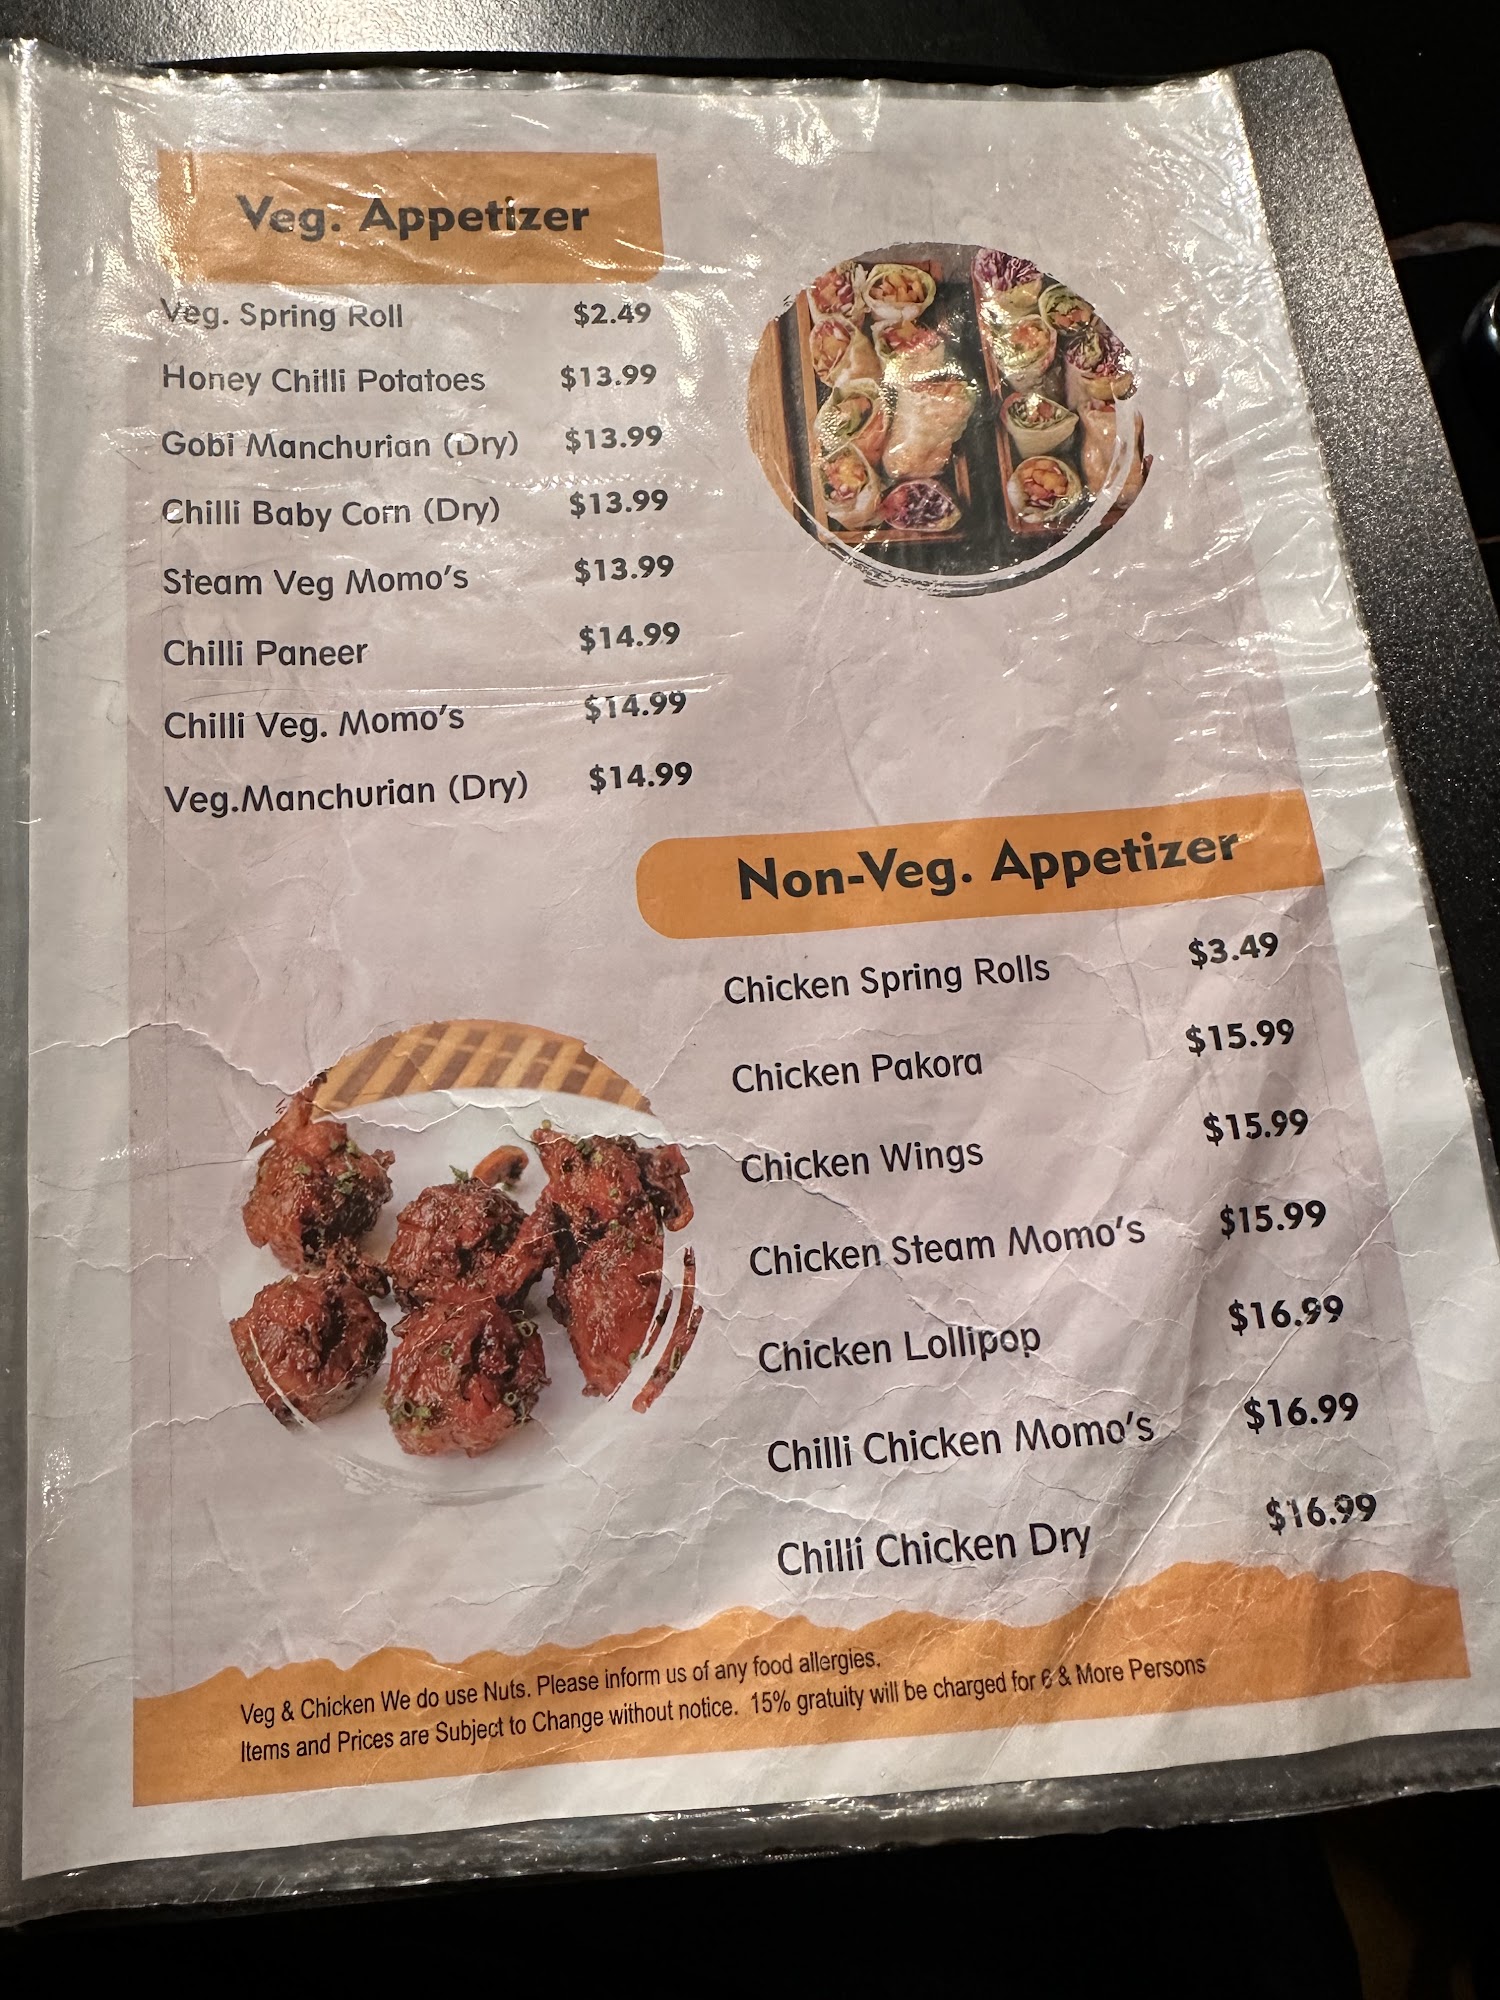 Veg. Appetizer
Veg. Spring Roll $2.49
Honey Chilli Potatoes $13.99
Gobi Manchurian (Dry) $13.99
Chilli Baby Corn (Dry) $13.99
Steam Veg Momo's $13.99
Chilli Paneer $14.99
Chilli Veg. Momo's $14.99
Veg.Manchurian (Dry) $14.99
Non-Veg. Appetizer
Chicken Spring Rolls $3.49
Chicken Pakora $15.99
Chicken Wings $15.99
Chicken Steam Momo's $15.99
Chicken Lollipop $16.99
Chilli Chicken Momo's $16.99
Chilli Chicken Dry $16.99
Veg & Chicken We do use Nuts. Please inform us of any food allergies.
Items and Prices are Subject to Change without notice. 15% gratuity will be charged for 6 & More Persons